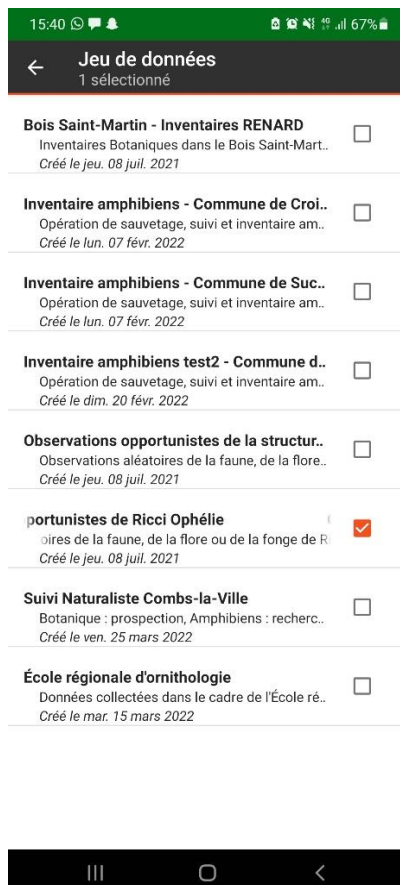 15:40 4G 67%
Jeu de données
1 sélectionné
Bois Saint-Martin - Inventaires RENARD
Inventaires Botaniques dans le Bois Saint-Mart..
Créé le jeu. 08 juil. 2021
Inventaire amphibiens - Commune de Croi..
Opération de sauvetage, suivi et inventaire am..
Créé le lun. 07 févr. 2022
Inventaire amphibiens - Commune de Suc..
Opération de sauvetage, suivi et inventaire am..
Créé le lun. 07 févr. 2022
Inventaire amphibiens test2 - Commune d..
Opération de sauvetage, suivi et inventaire am..
Créé le dim. 20 févr. 2022
Observations opportunistes de la structur..
Observations aléatoires de la faune, de la flore..
Créé le jeu. 08 juil. 2021
portunistes de Ricci Ophélie
oires de la faune, de la flore ou de la fonge de R
Créé le jeu. 08 juil. 2021
Suivi Naturaliste Combs-la-Ville
Botanique : prospection, Amphibiens : recherc..
Créé le ven. 25 mars 2022
École régionale d'ornithologie
Données collectées dans le cadre de l'École ré..
Créé le mar. 15 mars 2022